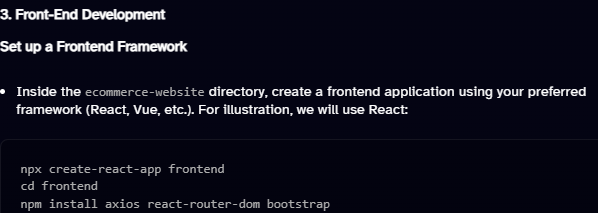 3. Front-End Development
Set up a Frontend Framework
• Inside the ecommerce-website directory, create a frontend application using your preferred
framework (React, Vue, etc.). For illustration, we will use React:
npx create-react-app frontend
cd frontend
npm install axios react-router-dom bootstrap